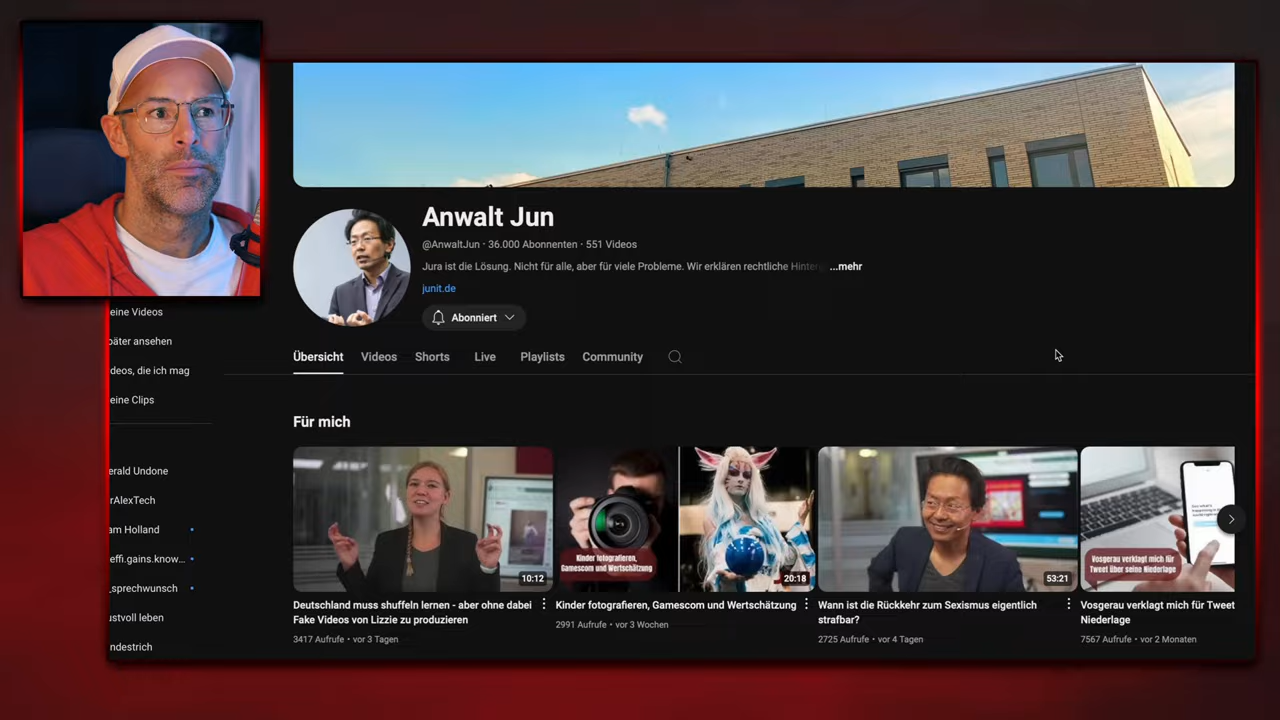 Anwalt Jun
@AnwaltJun · 36.000 Abonnenten · 551 Videos
Jura ist die Lösung. Nicht für alle, aber für viele Probleme. Wir erklären rechtliche Hinter ...mehr
junit.de
Abonniert
Übersicht Videos Shorts Live Playlists Community
eine Videos
päter ansehen
deos, die ich mag
eine Clips
erald Undone
rAlexTech
am Holland
effi.gains.know...
_sprechwunsch
ustvoll leben
ndestrich
Für mich
10:12
Deutschland muss shuffeln lernen - aber ohne dabei
Fake Videos von Lizzie zu produzieren
3417 Aufrufe • vor 3 Tagen
Kinder fotografieren,
Gamescom und Wertschätzung
20:18
Kinder fotografieren, Gamescom und Wertschätzung
2991 Aufrufe • vor 3 Wochen
53:21
Wann ist die Rückkehr zum Sexismus eigentlich
strafbar?
2725 Aufrufe • vor 4 Tagen
Vosgerau verklagt mich für
Tweet über seine Niederlage
Vosgerau verklagt mich für Tweet
Niederlage
7567 Aufrufe • vor 2 Monaten